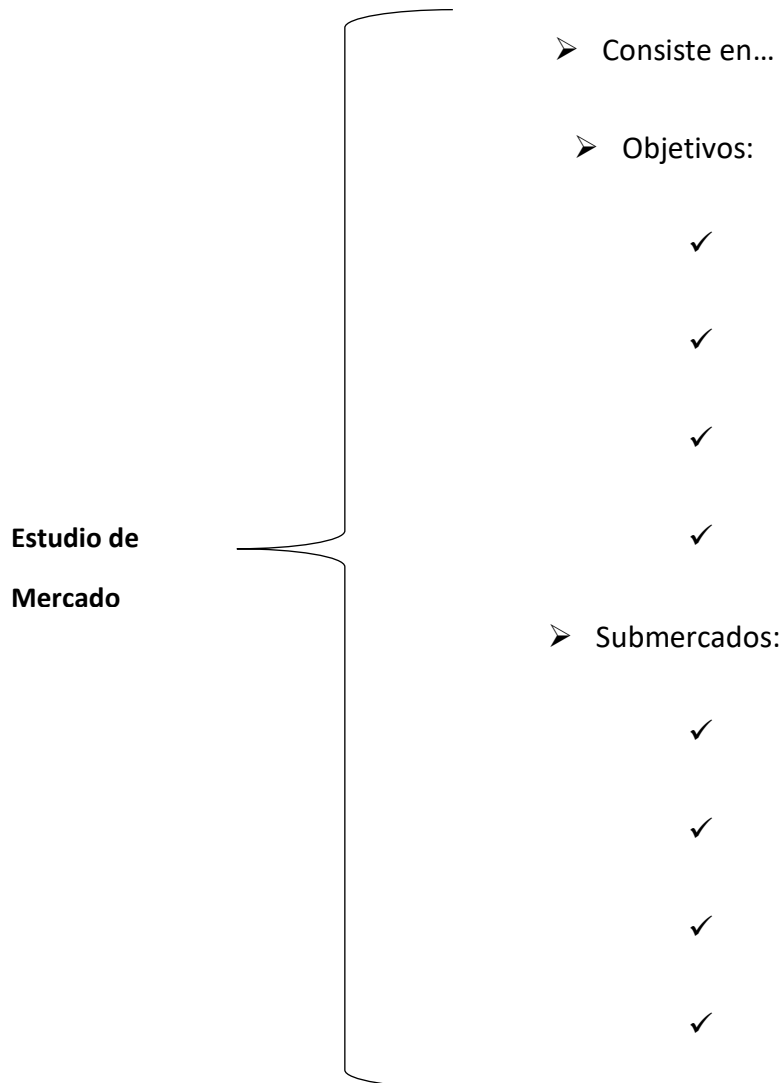 ➢ Consiste en…
➢ Objetivos:
✓
✓
✓
✓
Estudio de
Mercado
➢ Submercados:
✓
✓
✓
✓